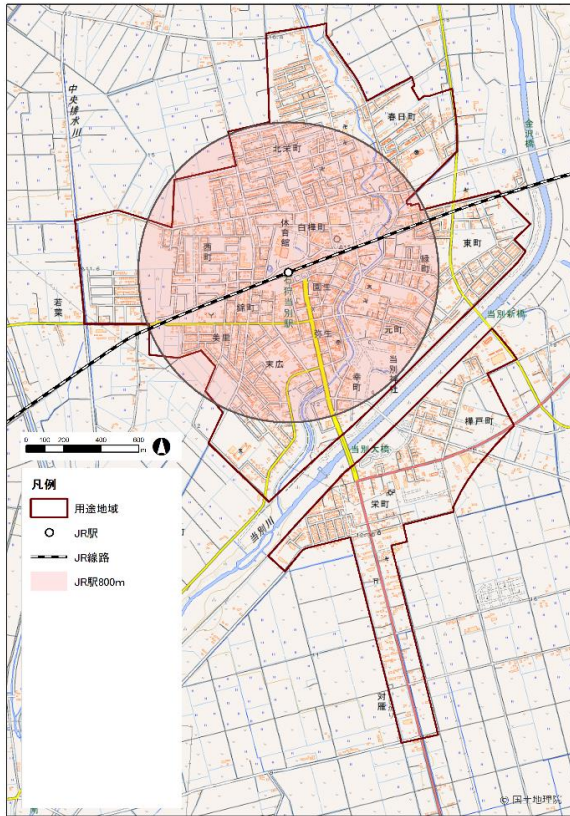 中央排水川
春日町
金沢橋
北栄町
白樺町
体育館
東町
西町
緑町
若葉
石狩当別駅
園生
錦町
弥生
当別新橋
美里
元町
末広
当別神社
幸町
樺戸町
0 100 200 400 600
m
当別大橋
栄町
凡例
用途地域
当別川
JR駅
JR線路
JR駅800m
対雁
© 国土地理院